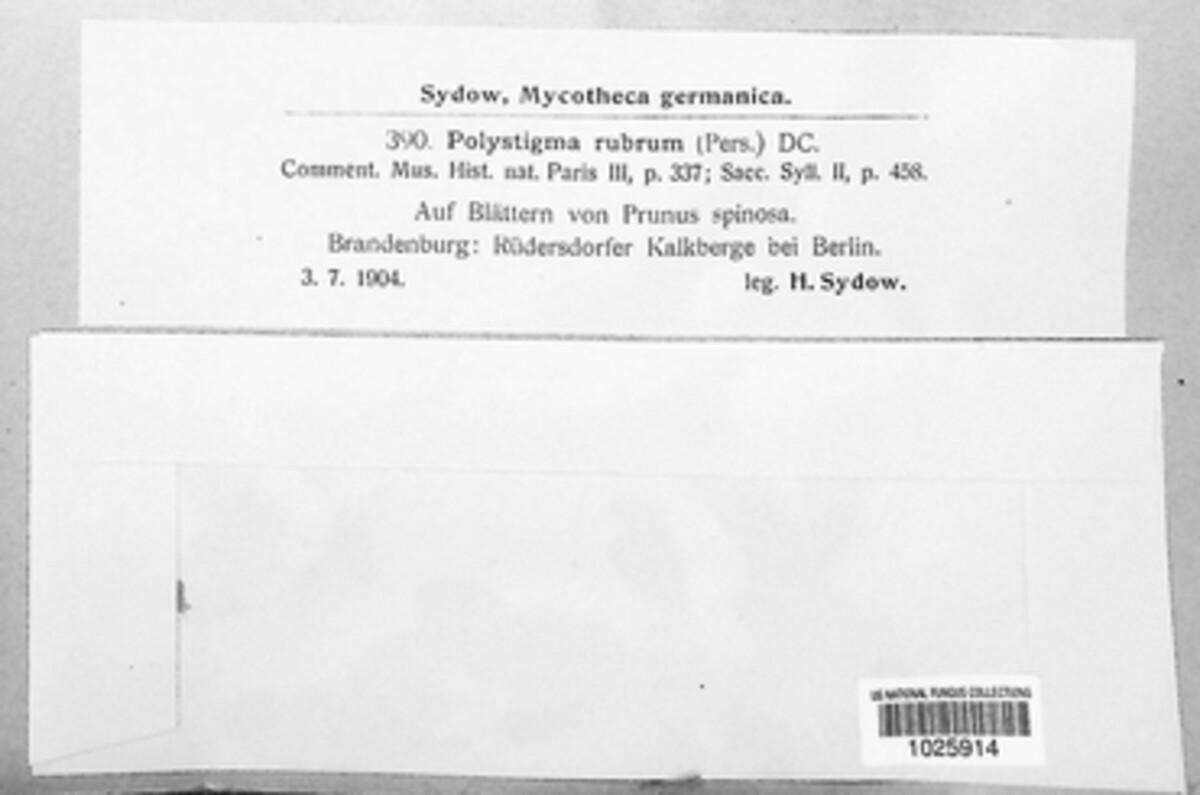 Sydow, Mycotheca germanica.
390. Polystigma rubrum (Pers.) DC.
Comment. Mus. Hist. nat. Paris III, p. 337; Sacc. Syll. II, p. 458.
Auf Blättern von Prunus spinosa.
Brandenburg: Rüdersdorfer Kalkberge bei Berlin.
3. 7. 1904. leg. H. Sydow.
US NATIONAL FUNGUS COLLECTIONS
1025914